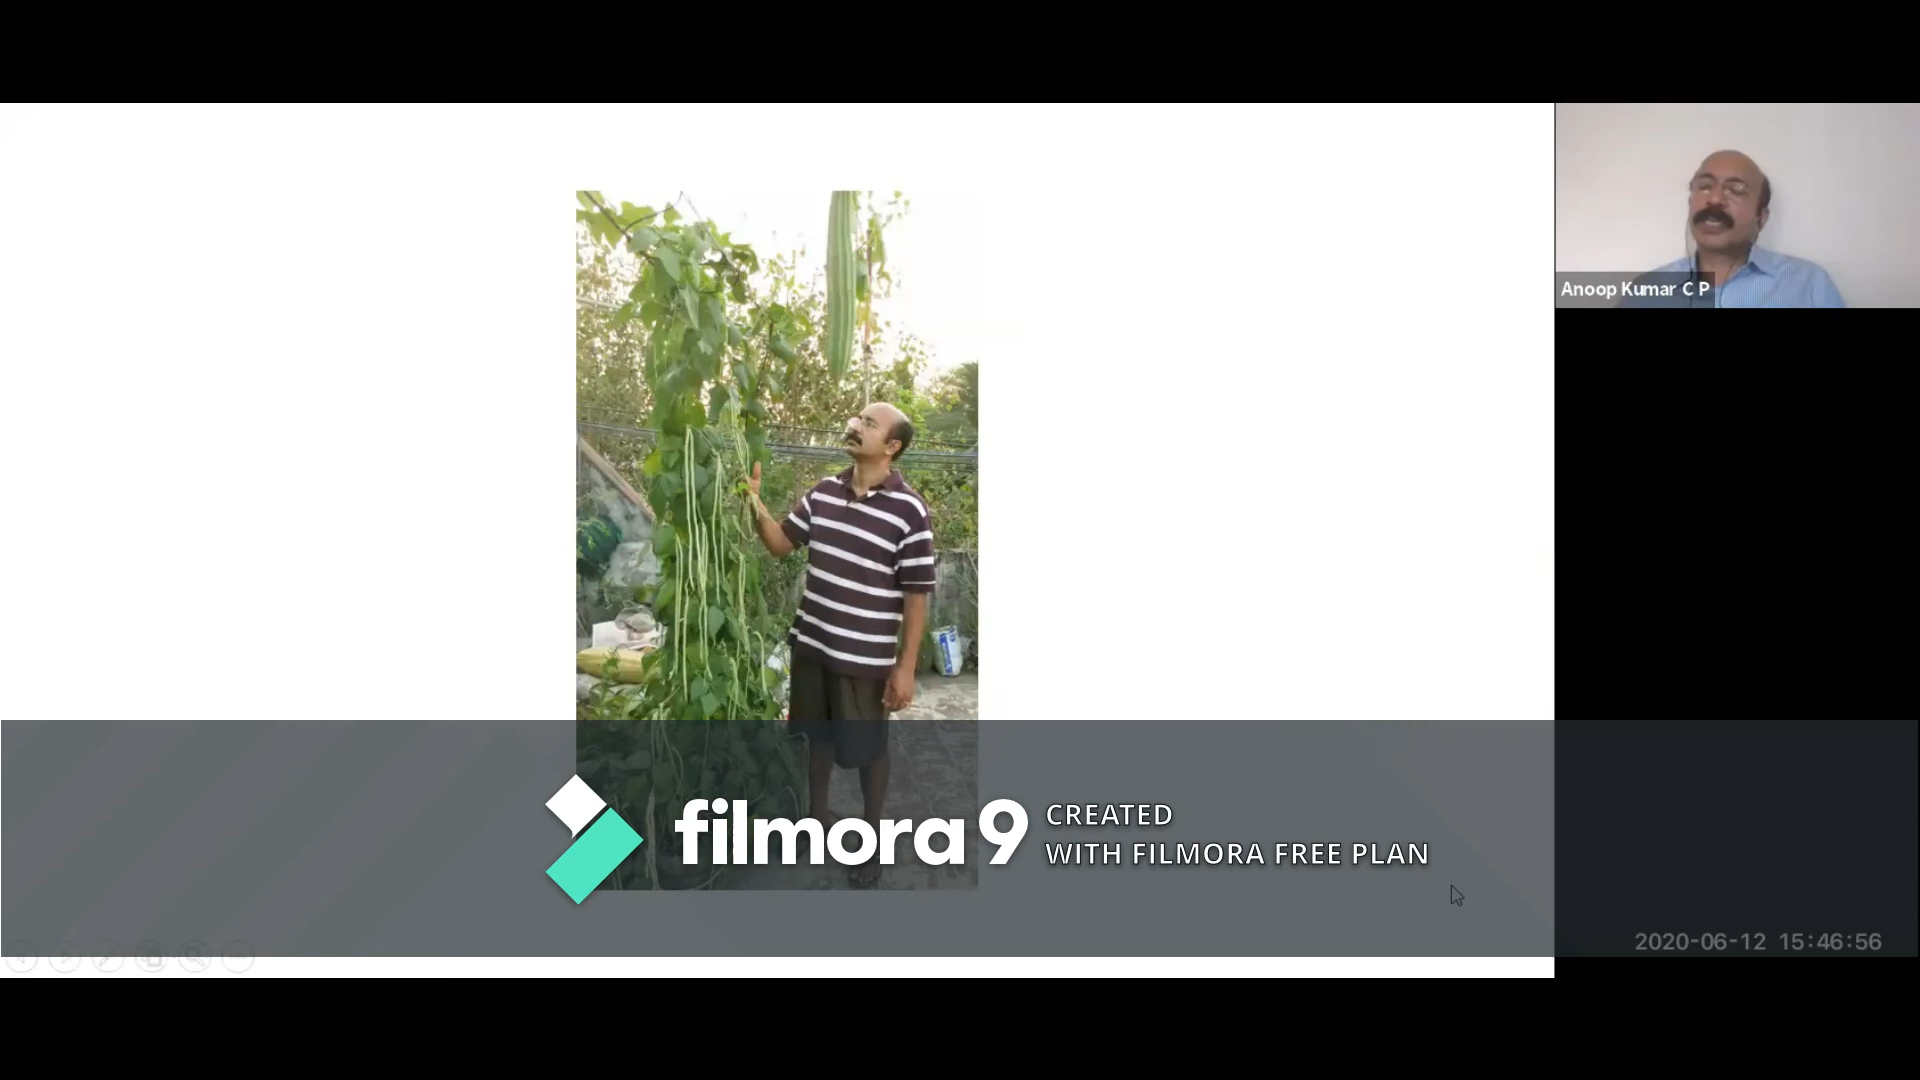 Anoop Kumar C P
filmora9
CREATED
WITH FILMORA FREE PLAN
2020-06-12 15:46:56